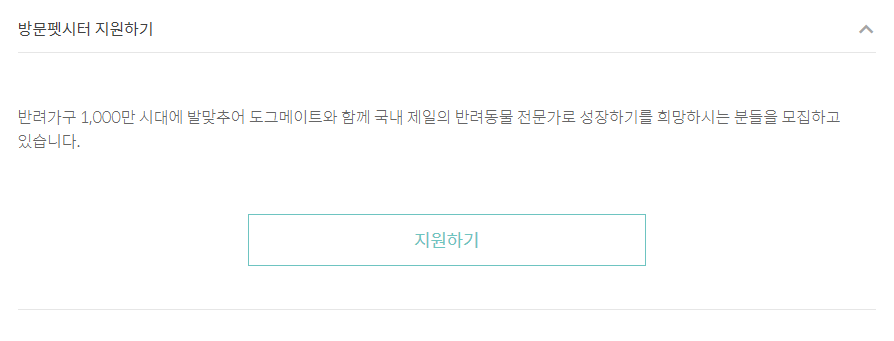 방문펫시터 지원하기
반려가구 1,000만 시대에 발맞추어 도그메이트와 함께 국내 제일의 반려동물 전문가로 성장하기를 희망하시는 분들을 모집하고
있습니다.
지원하기